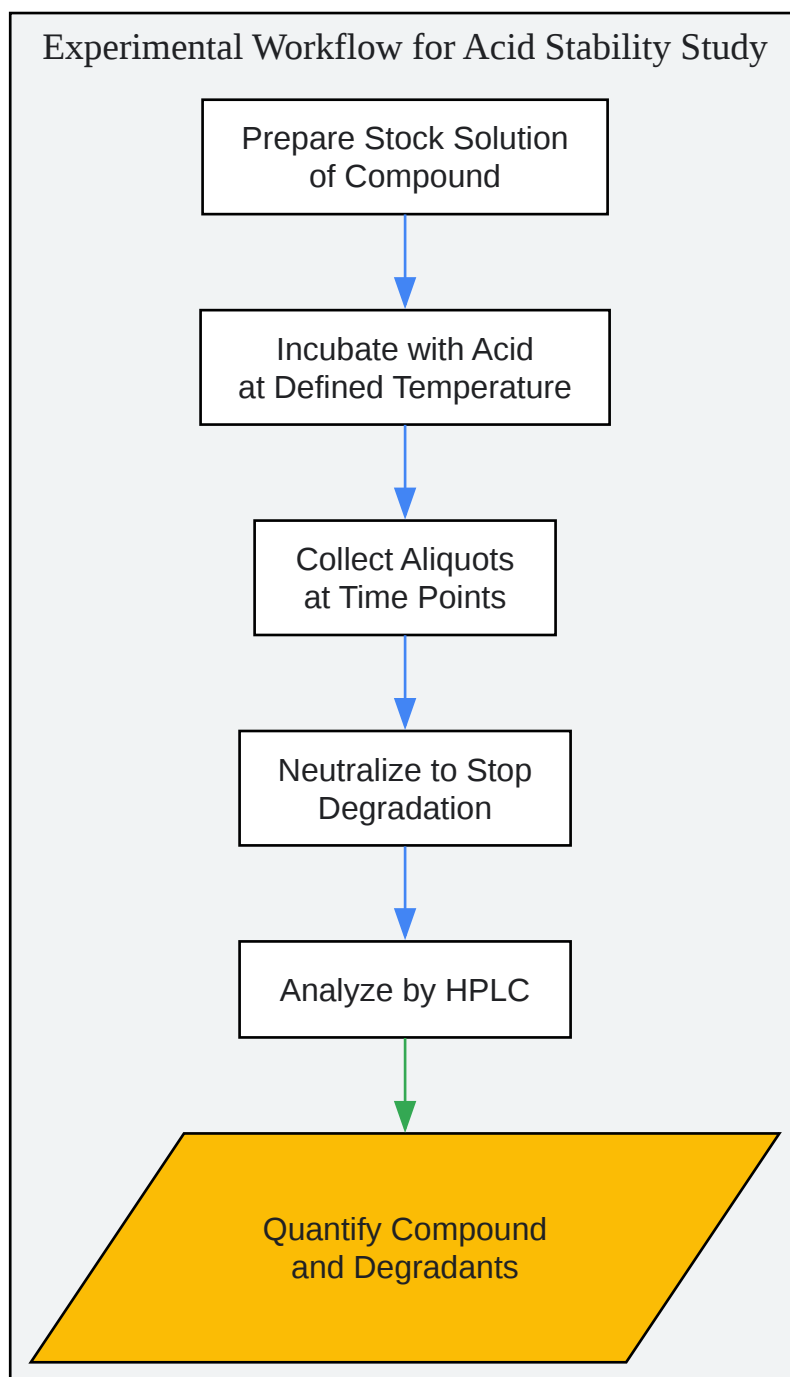 Experimental Workflow for Acid Stability Study
Prepare Stock Solution
of Compound
Incubate with Acid
at Defined Temperature
Collect Aliquots
at Time Points
Neutralize to Stop
Degradation
Analyze by HPLC
Quantify Compound
and Degradants